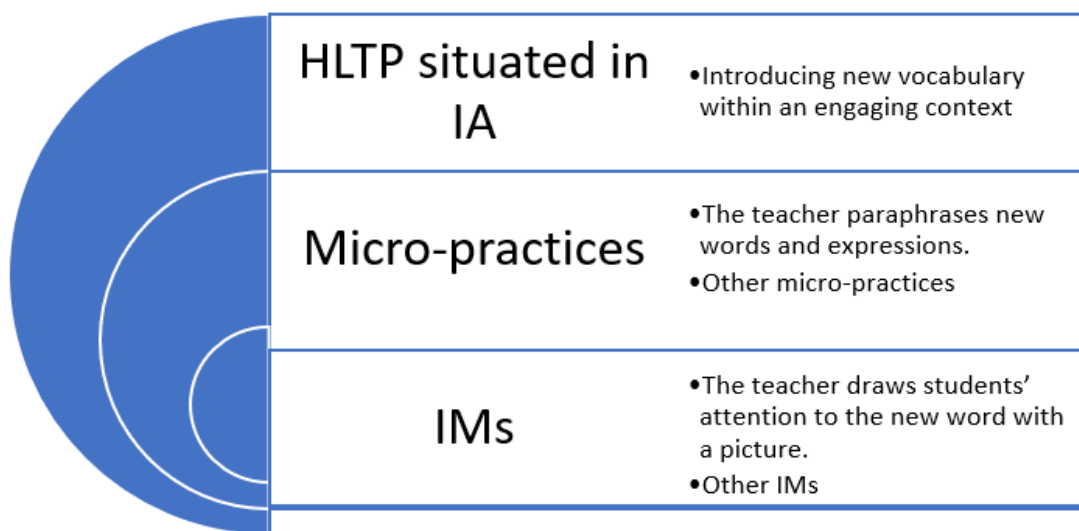 HLTP situated in
IA
•Introducing new vocabulary
within an engaging context
Micro-practices
•The teacher paraphrases new
words and expressions.
•Other micro-practices
IMs
•The teacher draws students’
attention to the new word with
a picture.
•Other IMs